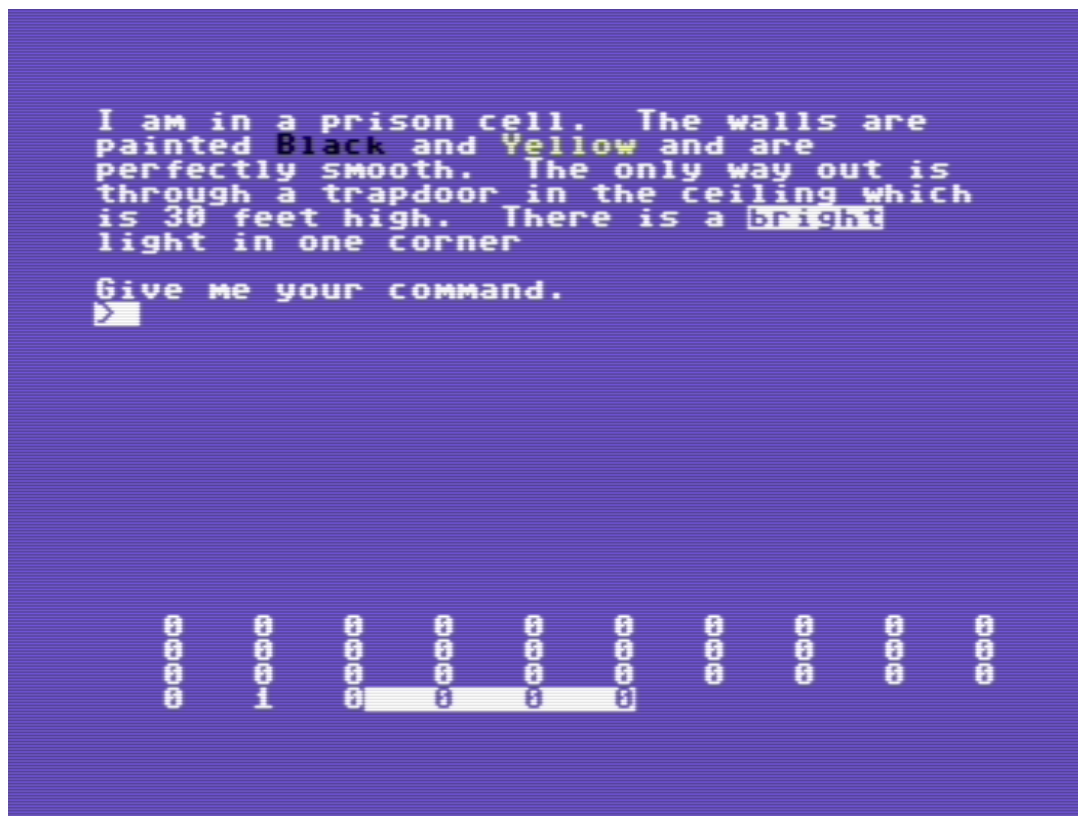 I am in a prison cell.  The walls are
painted Black and Yellow and are
perfectly smooth.  The only way out is
through a trapdoor in the ceiling which
is 30 feet high.  There is a bright
light in one corner
Give me your command.
>
0 0 0 0 0 0 0 0 0 0
0 0 0 0 0 0 0 0 0 0
0 0 0 0 0 0 0 0 0 0
0 1 0 0 0 0